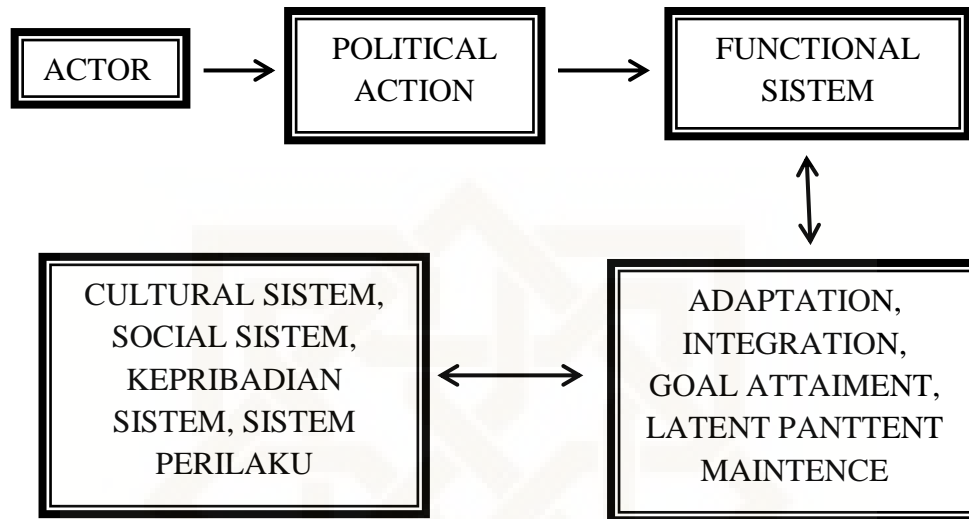 ACTOR
POLITICAL
ACTION
FUNCTIONAL
SISTEM
CULTURAL SISTEM,
SOCIAL SISTEM,
KEPRIBADIAN
SISTEM, SISTEM
PERILAKU
ADAPTATION,
INTEGRATION,
GOAL ATTAIMENT,
LATENT PANTTENT
MAINTENCE